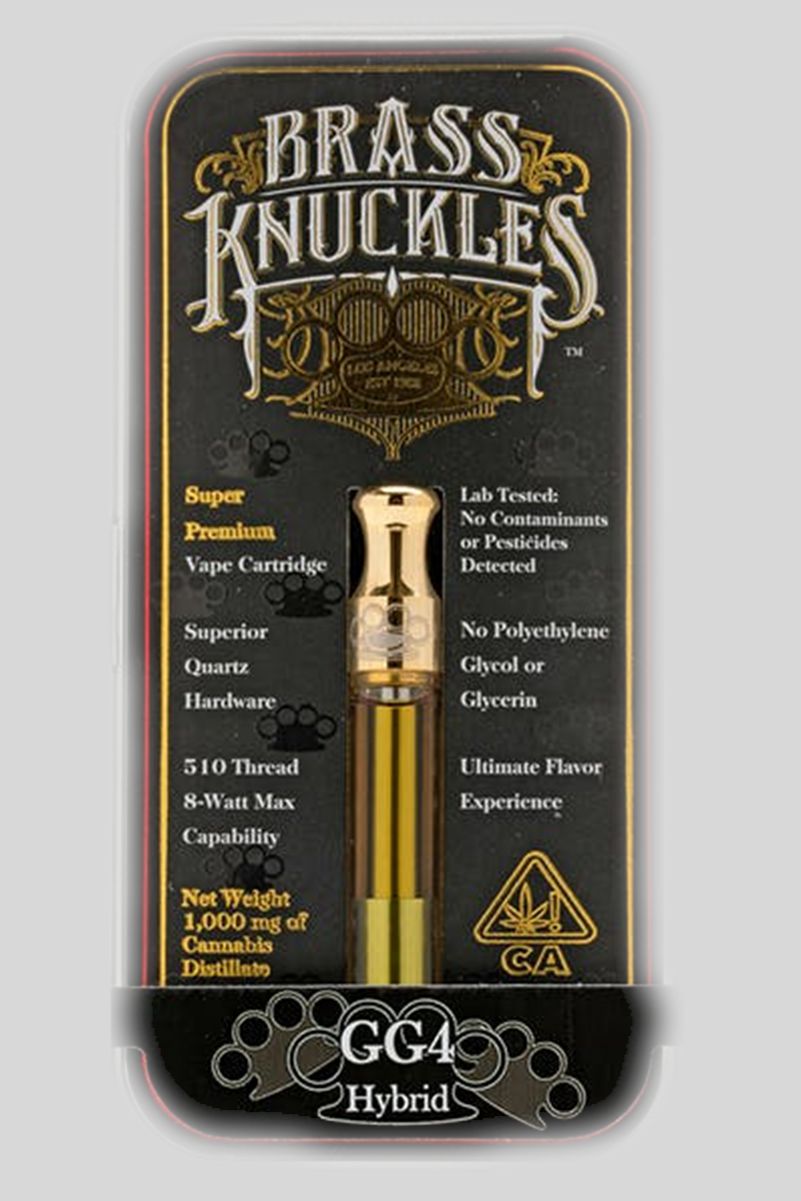 BRASS
KNUCKLES
TM
LOS ANGELES
Super
Premium
Vape Cartridge
Superior
Quartz
Hardware
510 Thread
8-Watt Max
Capability
Net Weight
1,000 mg of
Cannabis
Distillate
Lab Tested:
No Contaminants
or Pesticides
Detected
No Polyethylene
Glycol or
Glycerin
Ultimate Flavor
Experience
CA
GG4
Hybrid